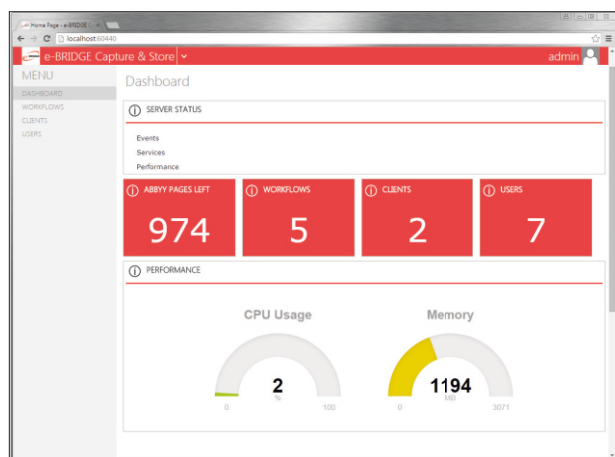 Home Page - e-BRIDGE C
localhost:60440
e-BRIDGE Capture & Store
admin
MENU
DASHBOARD
WORKFLOWS
CLIENTS
USERS
Dashboard
SERVER STATUS
Events
Services
Performance
ABBYY PAGES LEFT
974
WORKFLOWS
5
CLIENTS
2
USERS
7
PERFORMANCE
CPU Usage
2
%
0
100
Memory
1194
MB
0
3071